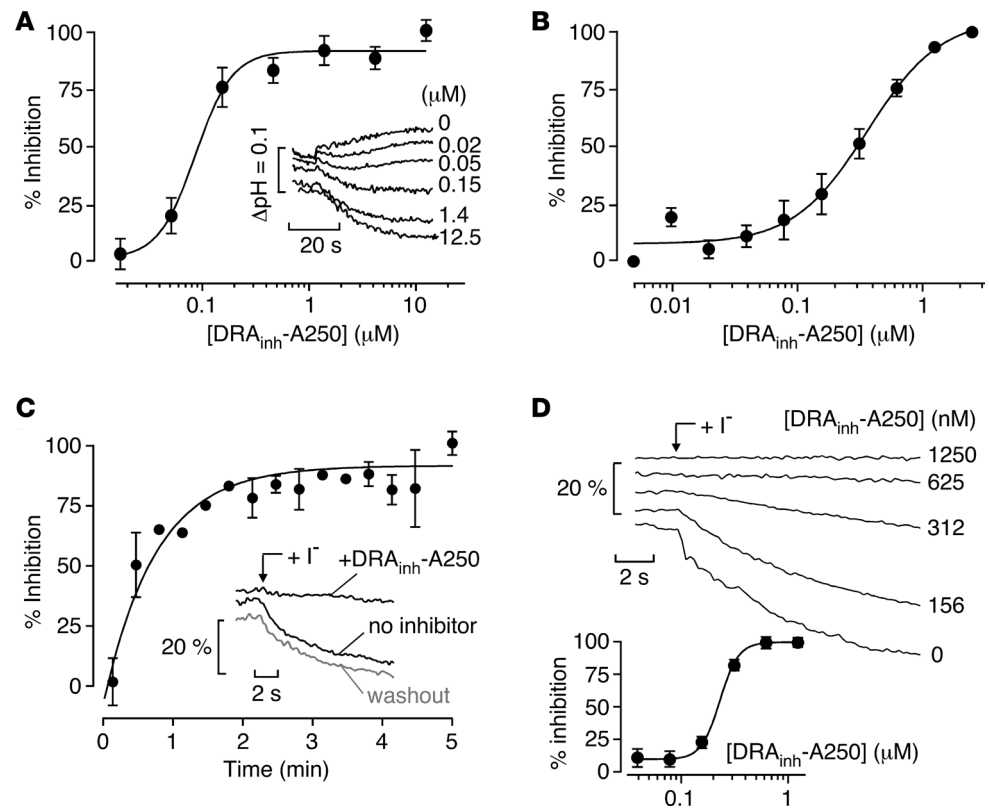 A
100
75
50
25
0
% Inhibition
0.1
1
10
[DRAinh-A250] (μM)
(μM)
0
0.02
0.05
0.15
1.4
12.5
ΔpH = 0.1
20 s
B
100
75
50
25
0
% Inhibition
0.01
0.1
1
[DRAinh-A250] (μM)
C
100
75
50
25
0
% Inhibition
0
1
2
3
4
5
Time (min)
+ I-
+DRAinh-A250
no inhibitor
washout
20 %
2 s
D
[DRAinh-A250] (nM)
+ I-
1250
625
312
156
0
20 %
2 s
100
75
50
25
0
% inhibition
[DRAinh-A250] (μM)
0.1
1